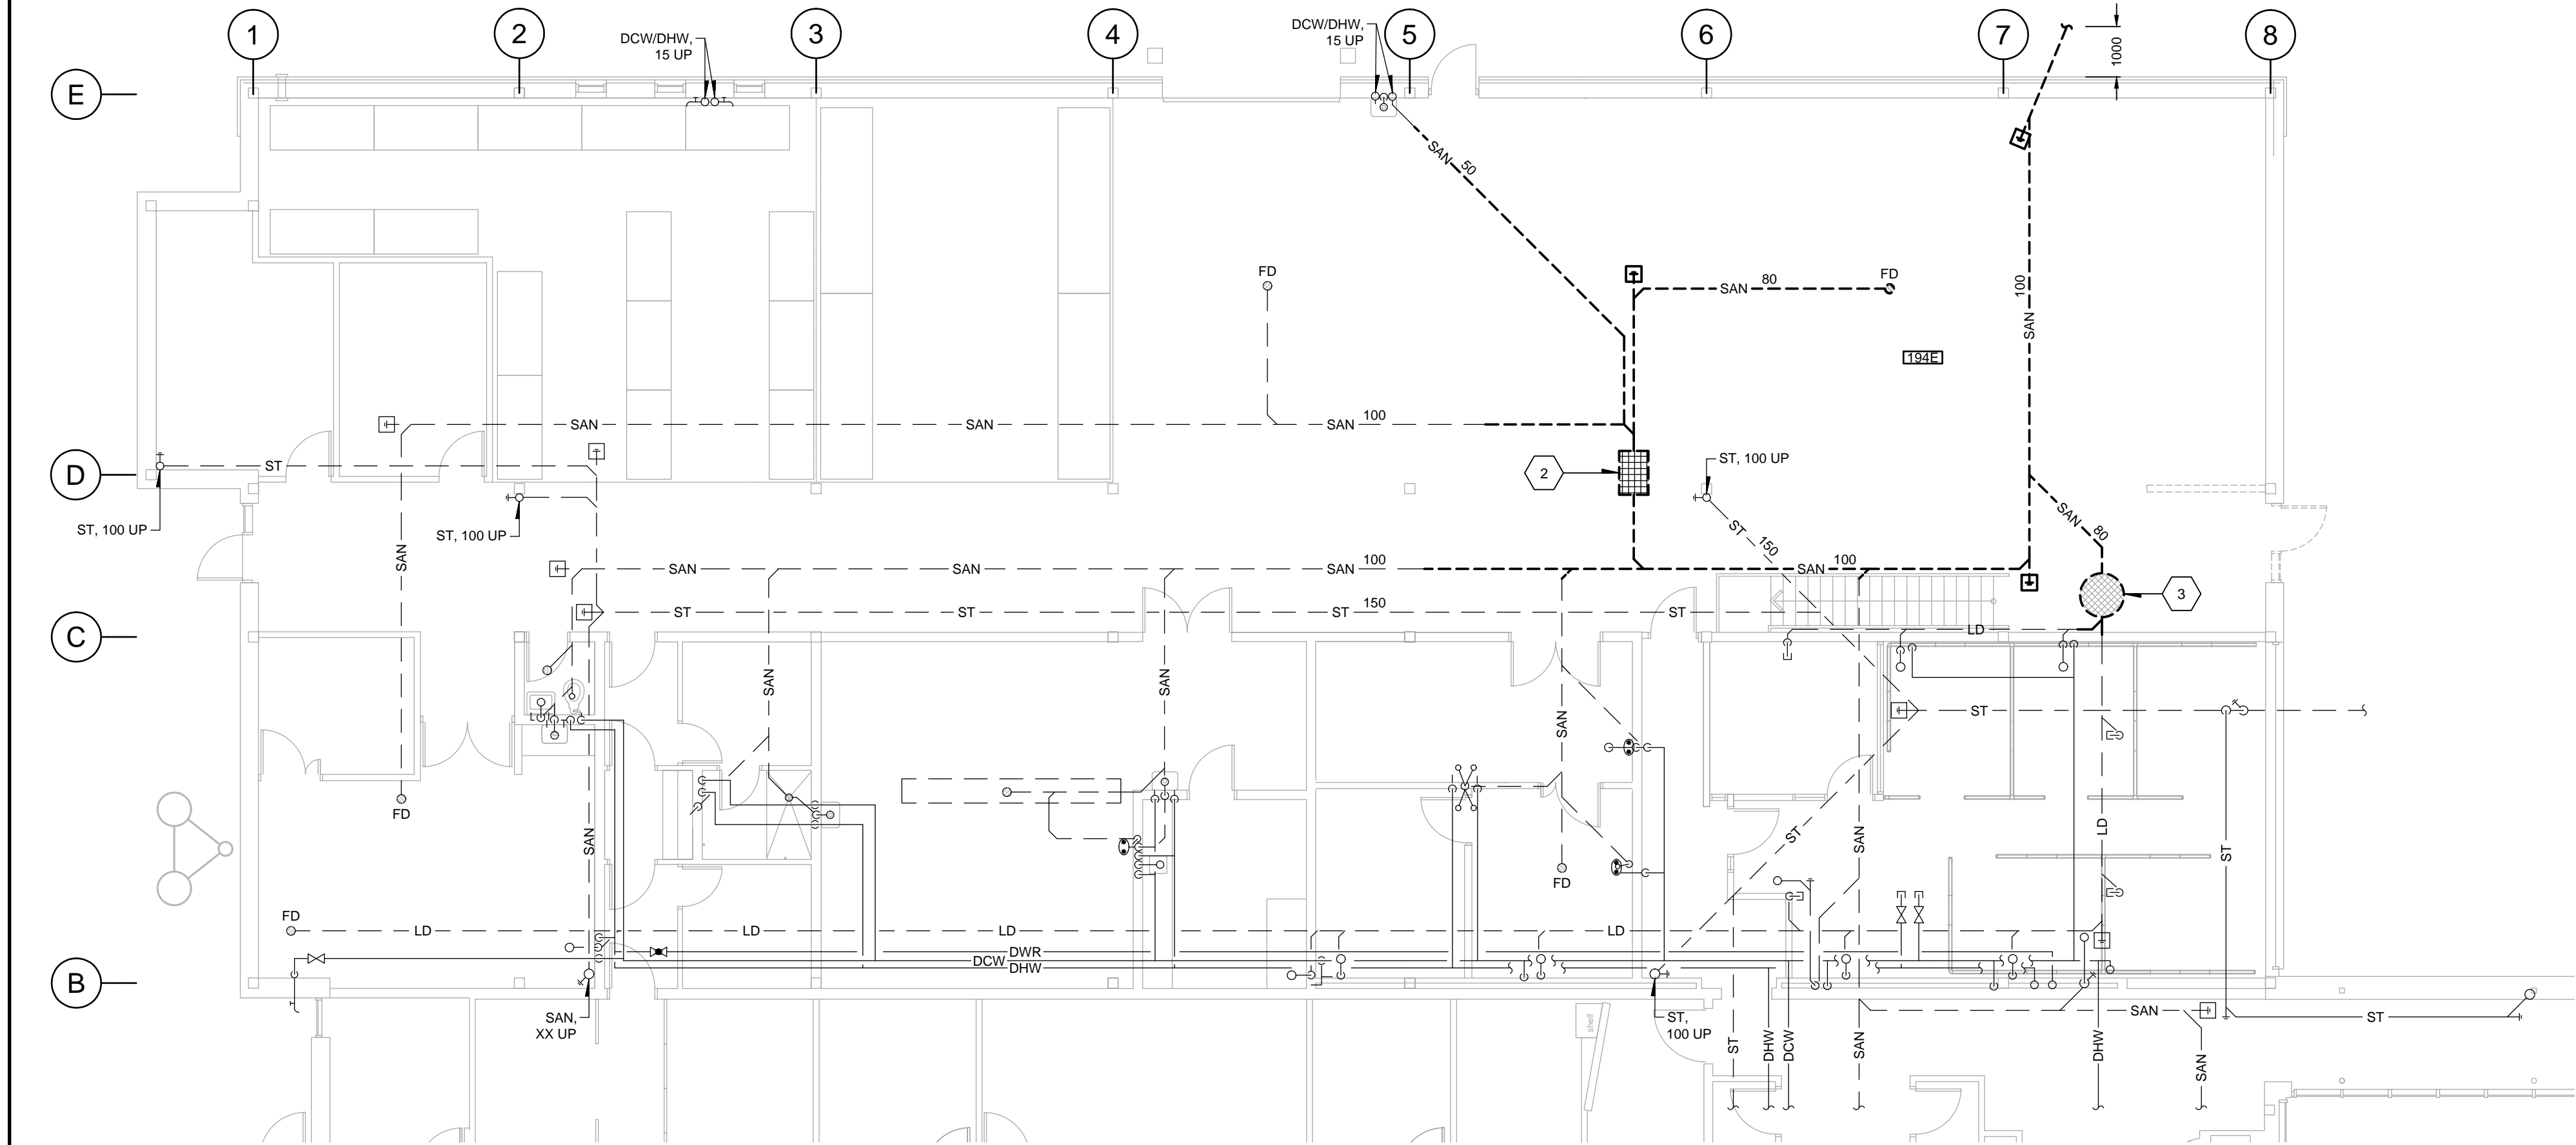 1
2
3
4
5
6
7
8
DCW/DHW,
15 UP
DCW/DHW,
15 UP
1000
E
SAN
50
FD
SAN
80
FD
100
SAN
194E
SAN
SAN
SAN
100
D
ST
2
ST, 100 UP
ST, 100 UP
ST, 100 UP
ST
150
SAN
80
SAN
SAN
SAN
SAN
100
SAN
100
3
ST
ST
ST
150
ST
C
LD
SAN
SAN
SAN
ST
FD
SAN
ST
SAN
LD
ST
FD
FD
LD
LD
LD
LD
DWR
DCW
DHW
B
SAN,
XX UP
shelf
ST,
100 UP
ST
DHW
DCW
SAN
DHW
SAN
SAN
ST